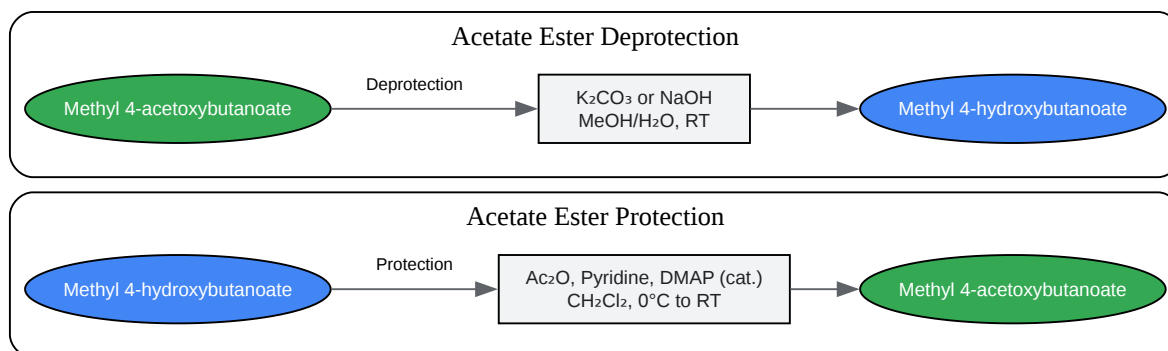 Acetate Ester Deprotection
Methyl 4-acetoxybutanoate
Deprotection
K₂CO₃ or NaOH
MeOH/H₂O, RT
Methyl 4-hydroxybutanoate
Acetate Ester Protection
Methyl 4-hydroxybutanoate
Protection
Ac₂O, Pyridine, DMAP (cat.)
CH₂Cl₂, 0°C to RT
Methyl 4-acetoxybutanoate